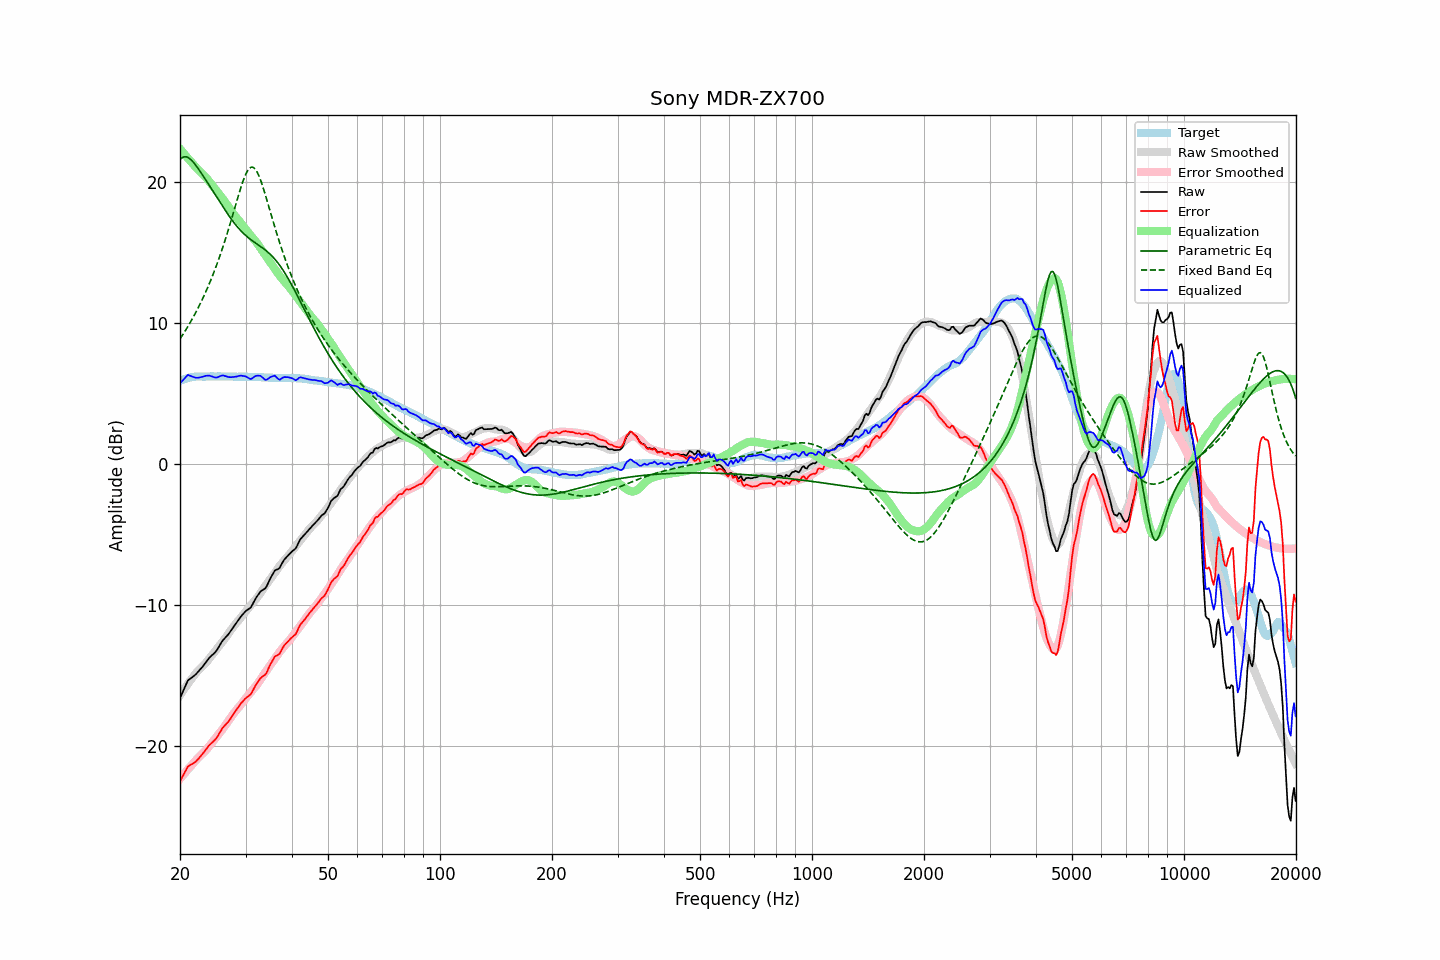 Sony MDR-ZX700
Target
Raw Smoothed
Error Smoothed
Raw
Error
Equalization
Parametric Eq
Fixed Band Eq
Equalized
20
10
0
−10
−20
Amplitude (dBr)
20
50
100
200
500
1000
2000
5000
10000
20000
Frequency (Hz)